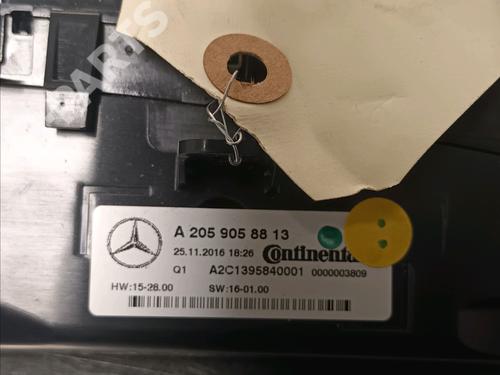 PARTS
A 205 905 88 13
25.11.2016 18:26 Continental
Q1 A2C1395840001 0000003809
HW:15-28.00 SW:16-01.00